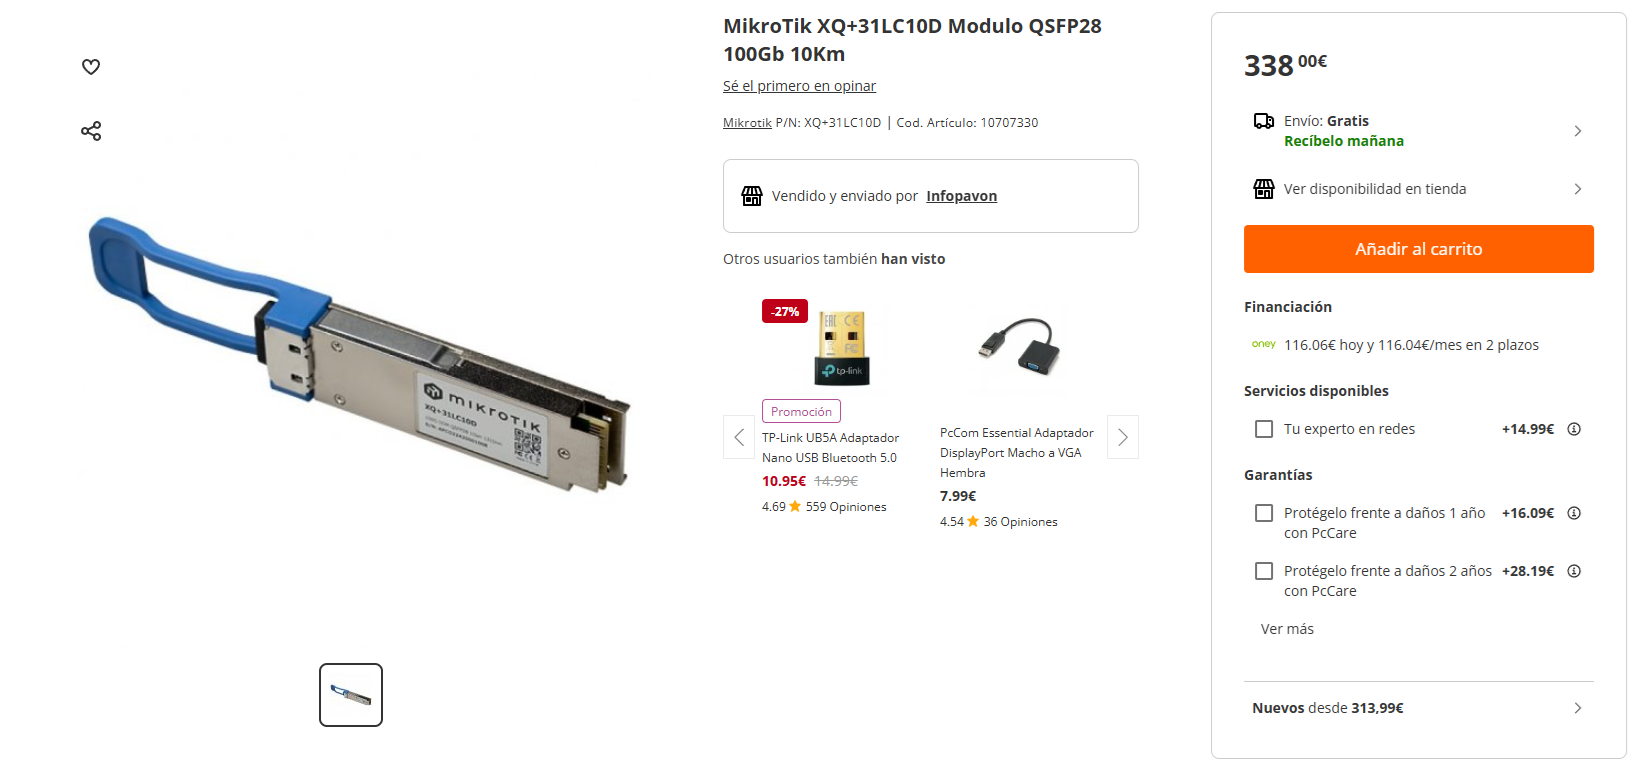 MikroTik XQ+31LC10D Modulo QSFP28
100Gb 10Km
Sé el primero en opinar
Mikrotik P/N: XQ+31LC10D | Cod. Artículo: 10707330
Vendido y enviado por Infopavon
Otros usuarios también han visto
-27%
tp-link
Promoción
TP-Link UB5A Adaptador
Nano USB Bluetooth 5.0
10.95€ 14.99€
4.69 559 Opiniones
PcCom Essential Adaptador
DisplayPort Macho a VGA
Hembra
7.99€
4.54 36 Opiniones
MIKROTIK
XQ+31LC10D
338 00€
Envío: Gratis
Recíbelo mañana
Ver disponibilidad en tienda
Añadir al carrito
Financiación
oney 116.06€ hoy y 116.04€/mes en 2 plazos
Servicios disponibles
Tu experto en redes +14.99€
Garantías
Protégelo frente a daños 1 año +16.09€
con PcCare
Protégelo frente a daños 2 años +28.19€
con PcCare
Ver más
Nuevos desde 313,99€